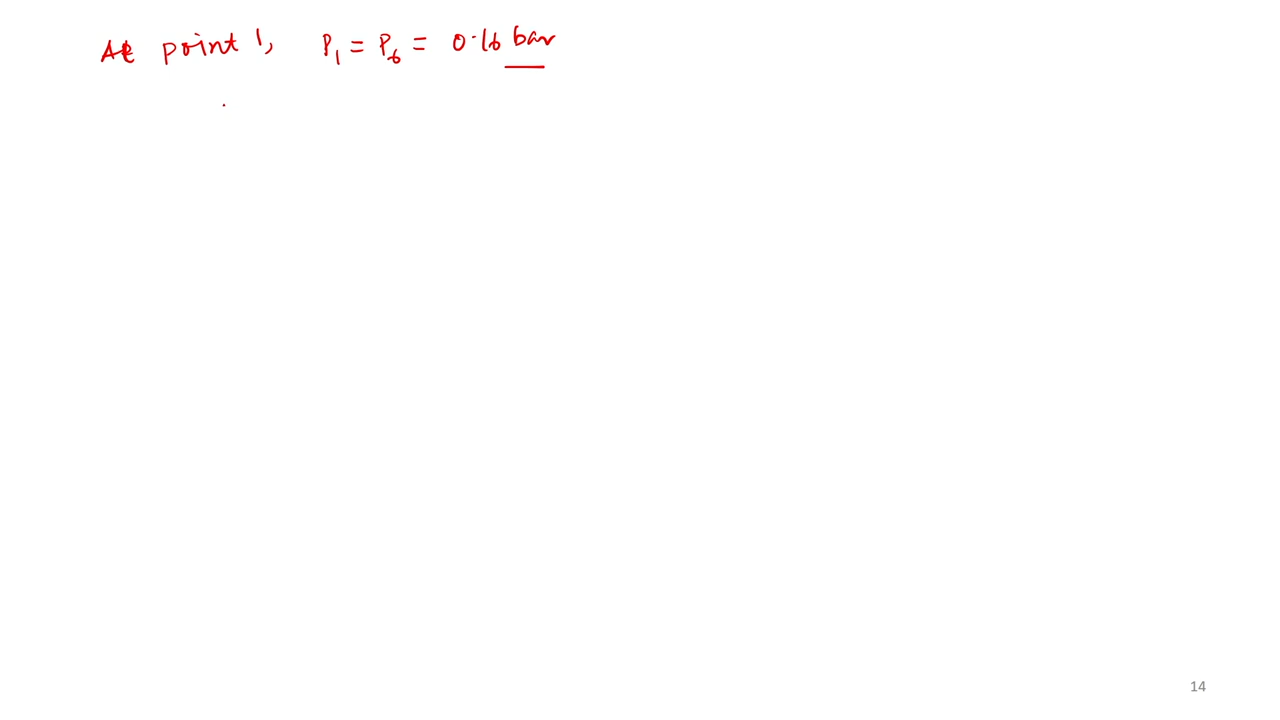 At point 1, P₁ = P₆ = 0.16 bar
14